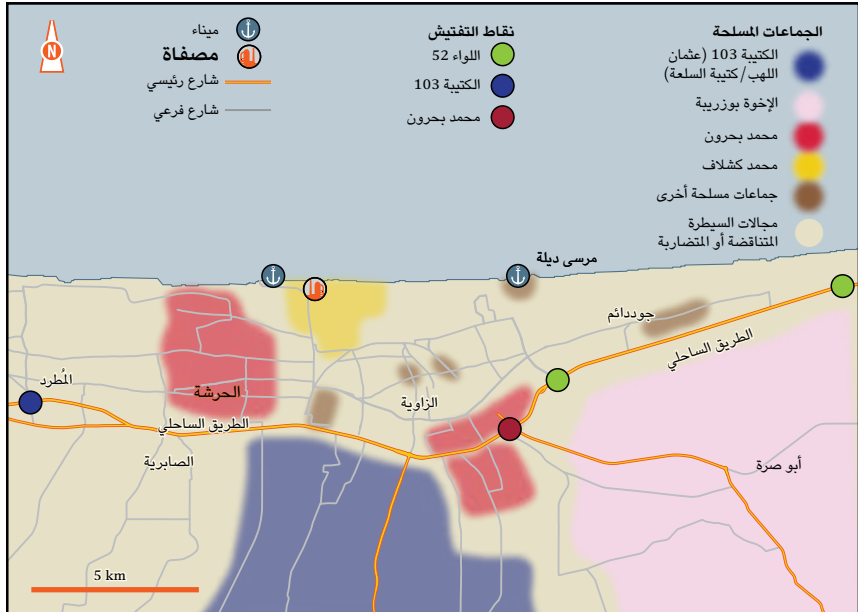 الجماعات المسلحة
الكتيبة 103 (عثمان
اللهب/كتيبة السلعة)
الإخوة بوزريبة
محمد بحرون
محمد كشلاف
جماعات مسلحة أخرى
مجالات السيطرة
المتناقضة أو المتضاربة
نقاط التفتيش
اللواء 52
الكتيبة 103
محمد بحرون
ميناء
مصفاة
شارع رئيسي
شارع فرعي
N
مرسى ديلة
جوددائم
الطريق الساحلي
المُطرد
الحرشة
الزاوية
الطريق الساحلي
الصابرية
أبو صرة
5 km